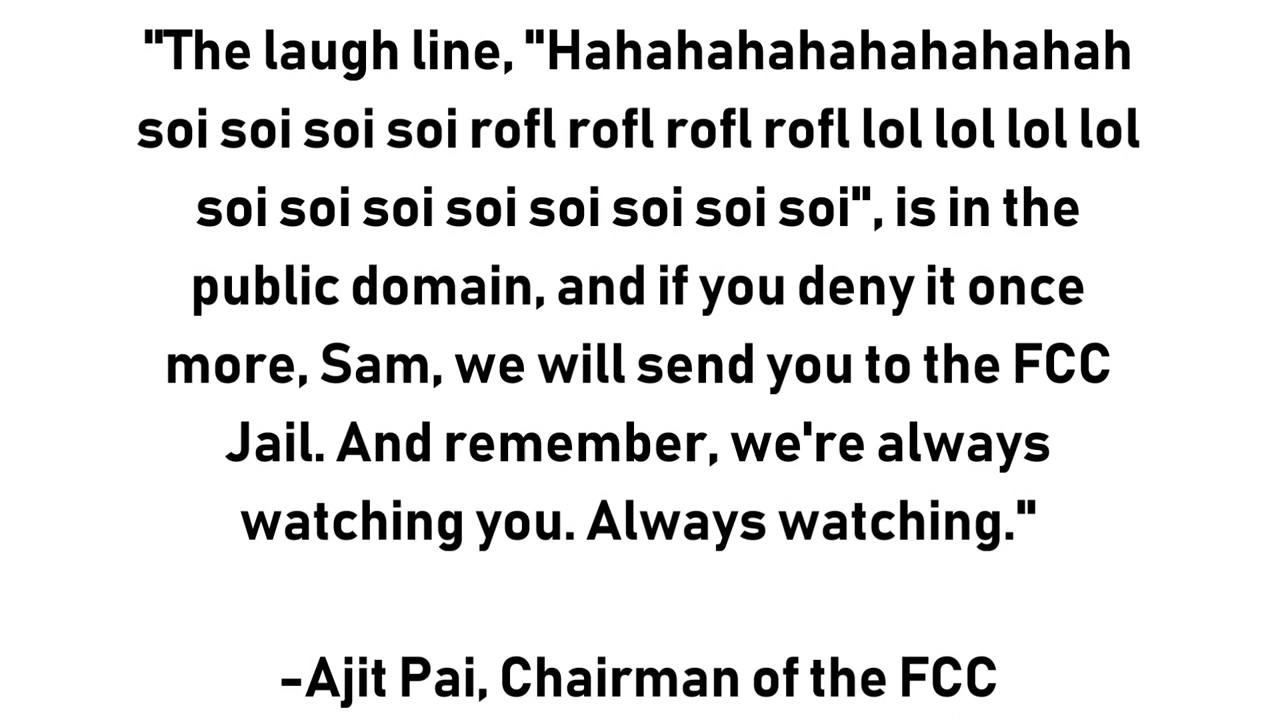 "The laugh line, "Hahahahahahahahahahah
soi soi soi soi rofl rofl rofl rofl lol lol lol lol
soi soi soi soi soi soi soi soi", is in the
public domain, and if you deny it once
more, Sam, we will send you to the FCC
Jail. And remember, we're always
watching you. Always watching."
-Ajit Pai, Chairman of the FCC